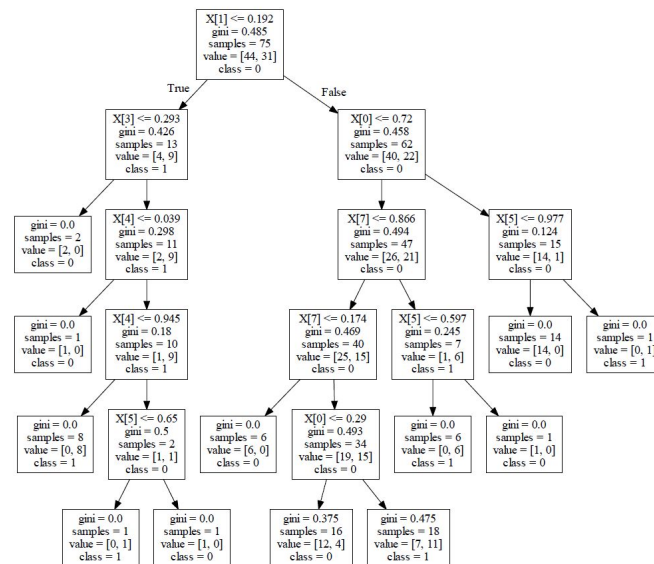 X[1] <= 0.192
gini = 0.485
samples = 75
value = [44, 31]
class = 0
True
False
X[3] <= 0.293
gini = 0.426
samples = 13
value = [4, 9]
class = 1
X[0] <= 0.72
gini = 0.458
samples = 62
value = [40, 22]
class = 0
gini = 0.0
samples = 2
value = [2, 0]
class = 0
X[4] <= 0.039
gini = 0.298
samples = 11
value = [2, 9]
class = 1
X[7] <= 0.866
gini = 0.494
samples = 47
value = [26, 21]
class = 0
X[5] <= 0.977
gini = 0.124
samples = 15
value = [14, 1]
class = 0
gini = 0.0
samples = 1
value = [1, 0]
class = 0
X[4] <= 0.945
gini = 0.18
samples = 10
value = [1, 9]
class = 1
X[7] <= 0.174
gini = 0.469
samples = 40
value = [25, 15]
class = 0
X[5] <= 0.597
gini = 0.245
samples = 7
value = [1, 6]
class = 1
gini = 0.0
samples = 14
value = [14, 0]
class = 0
gini = 0.0
samples = 1
value = [0, 1]
class = 1
gini = 0.0
samples = 8
value = [0, 8]
class = 1
X[5] <= 0.65
gini = 0.5
samples = 2
value = [1, 1]
class = 0
gini = 0.0
samples = 6
value = [6, 0]
class = 0
X[0] <= 0.29
gini = 0.493
samples = 34
value = [19, 15]
class = 0
gini = 0.0
samples = 6
value = [0, 6]
class = 1
gini = 0.0
samples = 1
value = [1, 0]
class = 0
gini = 0.0
samples = 1
value = [0, 1]
class = 1
gini = 0.0
samples = 1
value = [1, 0]
class = 0
gini = 0.375
samples = 16
value = [12, 4]
class = 0
gini = 0.475
samples = 18
value = [7, 11]
class = 1